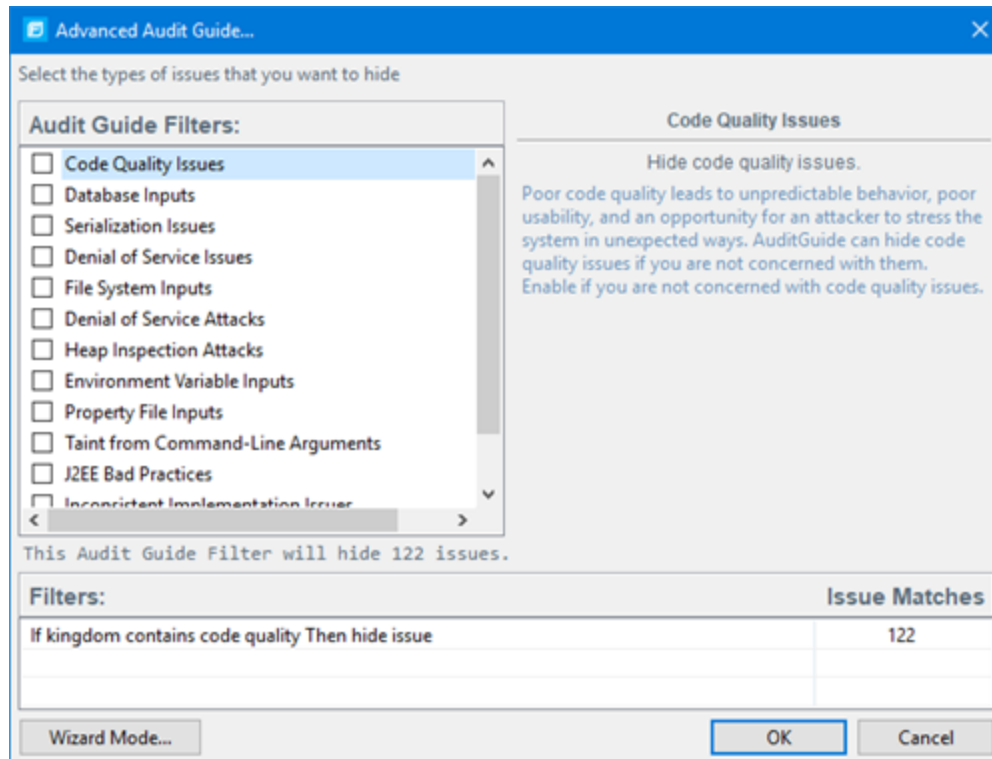 Advanced Audit Guide...
Select the types of issues that you want to hide
Audit Guide Filters:
Code Quality Issues
Database Inputs
Serialization Issues
Denial of Service Issues
File System Inputs
Denial of Service Attacks
Heap Inspection Attacks
Environment Variable Inputs
Property File Inputs
Taint from Command-Line Arguments
J2EE Bad Practices
Inconsistent Implementation Issues
Code Quality Issues
Hide code quality issues.
Poor code quality leads to unpredictable behavior, poor
usability, and an opportunity for an attacker to stress the
system in unexpected ways. AuditGuide can hide code
quality issues if you are not concerned with them.
Enable if you are not concerned with code quality issues.
This Audit Guide Filter will hide 122 issues.
Filters: Issue Matches
If kingdom contains code quality Then hide issue 122
Wizard Mode... OK Cancel